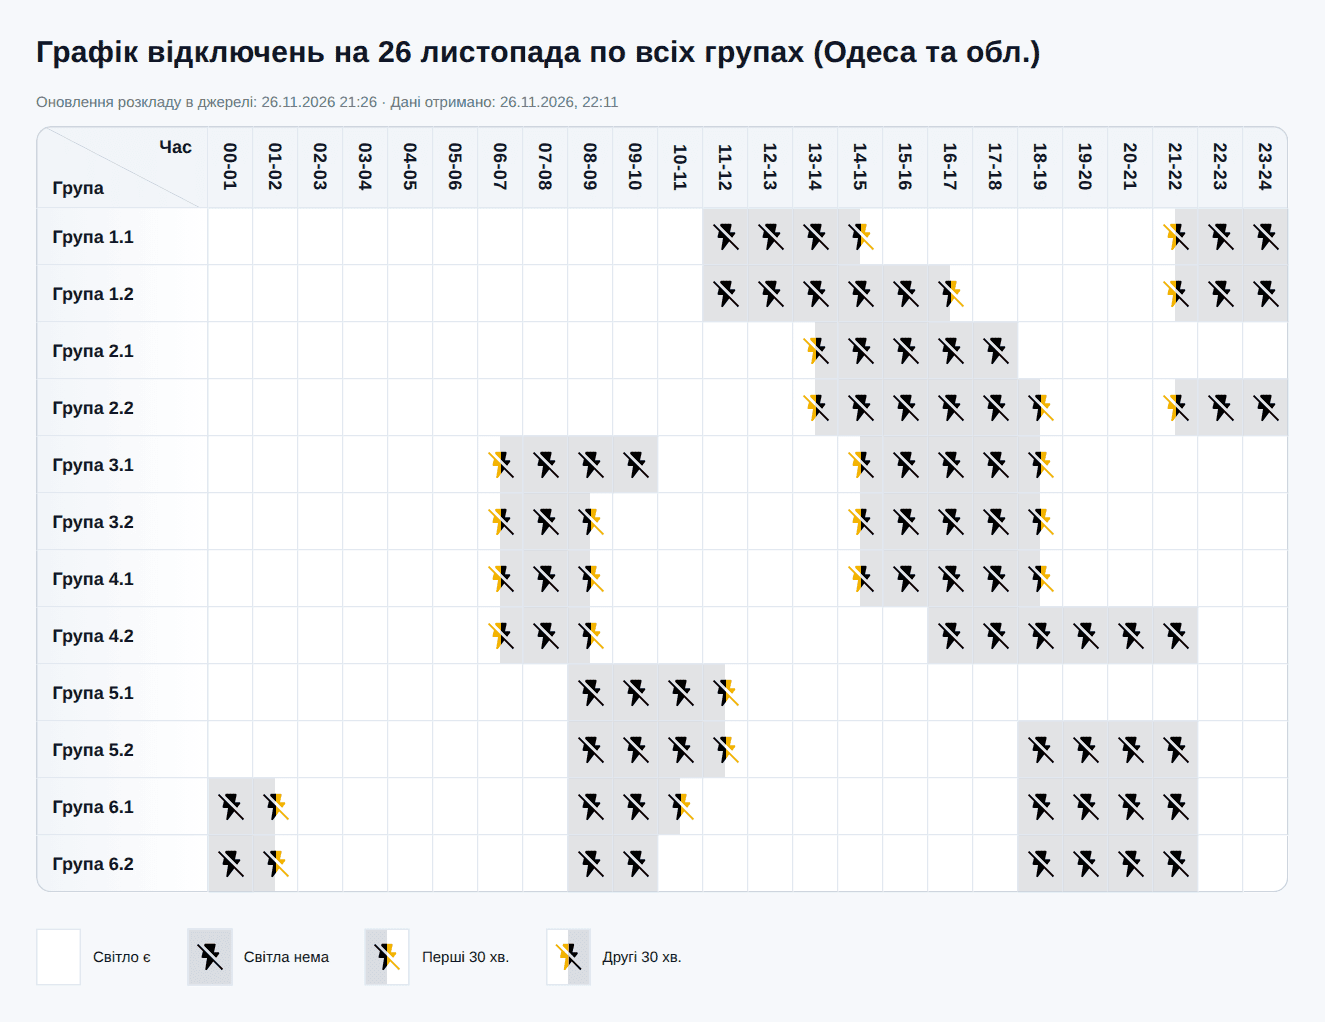 Графік відключень на 26 листопада по всіх групах (Одеса та обл.)
Оновлення розкладу в джерелі: 26.11.2026 21:26 · Дані отримано: 26.11.2026, 22:11
Час
Група
00-01 01-02 02-03 03-04 04-05 05-06 06-07 07-08 08-09 09-10 10-11 11-12 12-13 13-14 14-15 15-16 16-17 17-18 18-19 19-20 20-21 21-22 22-23 23-24
Група 1.1
Група 1.2
Група 2.1
Група 2.2
Група 3.1
Група 3.2
Група 4.1
Група 4.2
Група 5.1
Група 5.2
Група 6.1
Група 6.2
Світло є Світла нема Перші 30 хв. Другі 30 хв.